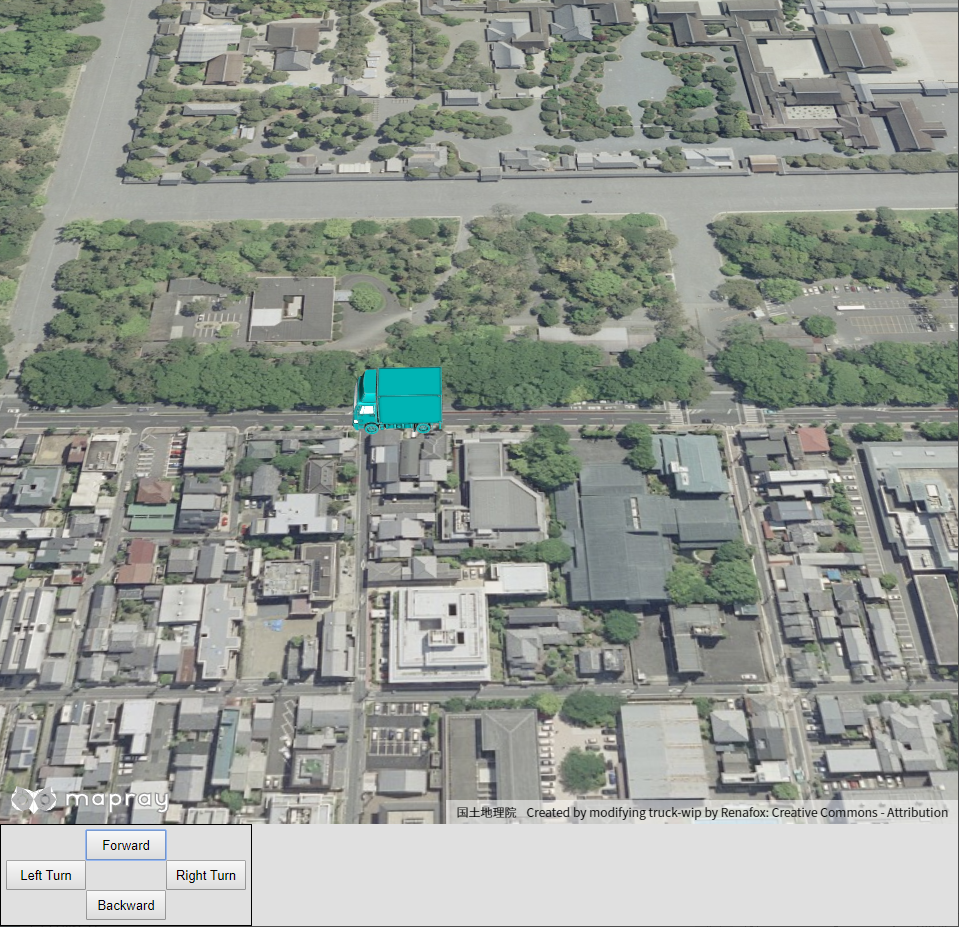 mapray
国土地理院 Created by modifying truck-wip by Renafox: Creative Commons - Attribution
Forward
Left Turn Right Turn
Backward